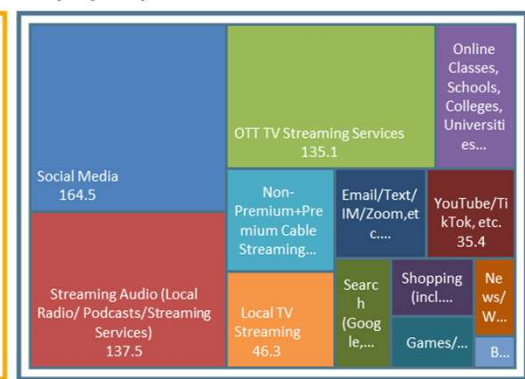 Social Media
164.5
Streaming Audio (Local
Radio/ Podcasts/Streaming
Services)
137.5
OTT TV Streaming Services
135.1
Online
Classes,
Schools,
Colleges,
Universiti
es...
Non-
Premium+Pre
mium Cable
Streaming...
Local TV
Streaming
46.3
Email/Text/
IM/Zoom,et
c....
YouTube/Ti
kTok, etc.
35.4
Searc
h
(Goog
le,...
Shopping
(incl....
Games/...
Ne
ws/
W...
B...